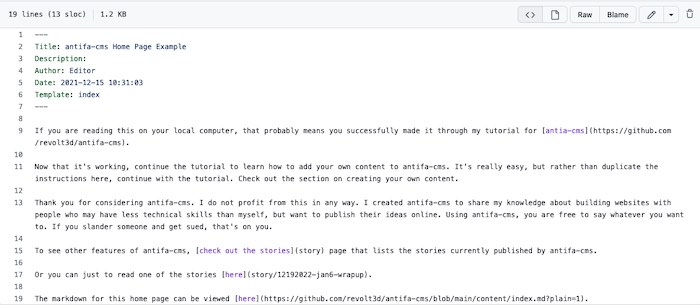 19 lines (13 sloc) 1.2 KB Raw Blame
1 ---
2 Title: antifa-cms Home Page Example
3 Description:
4 Author: Editor
5 Date: 2021-12-15 10:31:03
6 Template: index
7 ---
8
9 If you are reading this on your local computer, that probably means you successfully made it through my tutorial for [antia-cms](https://github.com
/revolt3d/antifa-cms).
10
11 Now that it's working, continue the tutorial to learn how to add your own content to antifa-cms. It's really easy, but rather than duplicate the
instructions here, continue with the tutorial. Check out the section on creating your own content.
12
13 Thank you for considering antifa-cms. I do not profit from this in any way. I created antifa-cms to share my knowledge about building websites with
people who may have less technical skills than myself, but want to publish their ideas online. Using antifa-cms, you are free to say whatever you want
to. If you slander someone and get sued, that's on you.
14
15 To see other features of antifa-cms, [check out the stories](story) page that lists the stories currently published by antifa-cms.
16
17 Or you can just to read one of the stories [here](story/12192022-jan6-wrapup).
18
19 The markdown for this home page can be viewed [here](https://github.com/revolt3d/antifa-cms/blob/main/content/index.md?plain=1).